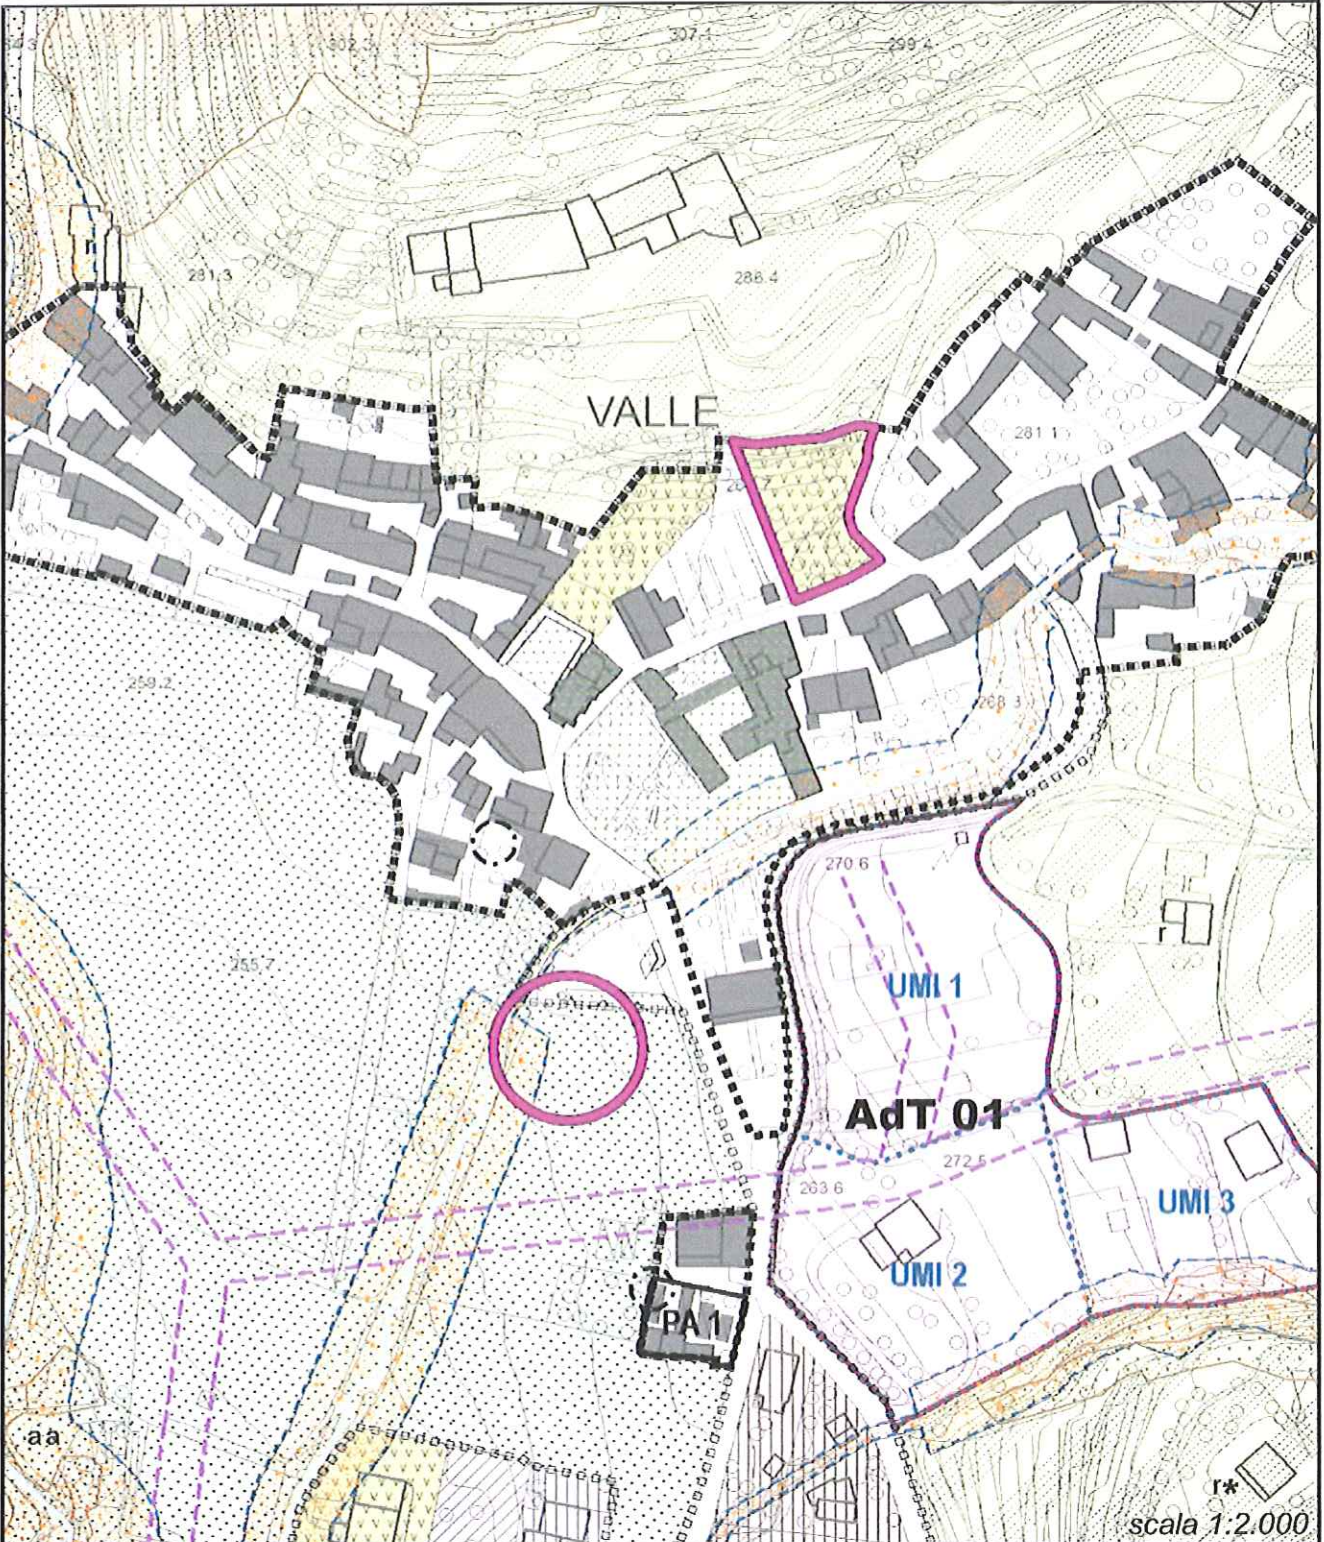 302.3
307.1
299.4
r
281.3
286.4
VALLE
281.1
259.2
268.3
270.6
255.7
r
UMI 1
AdT 01
272.5
263.6
UMI 3
UMI 2
PA 1
aa
r*
scala 1:2.000